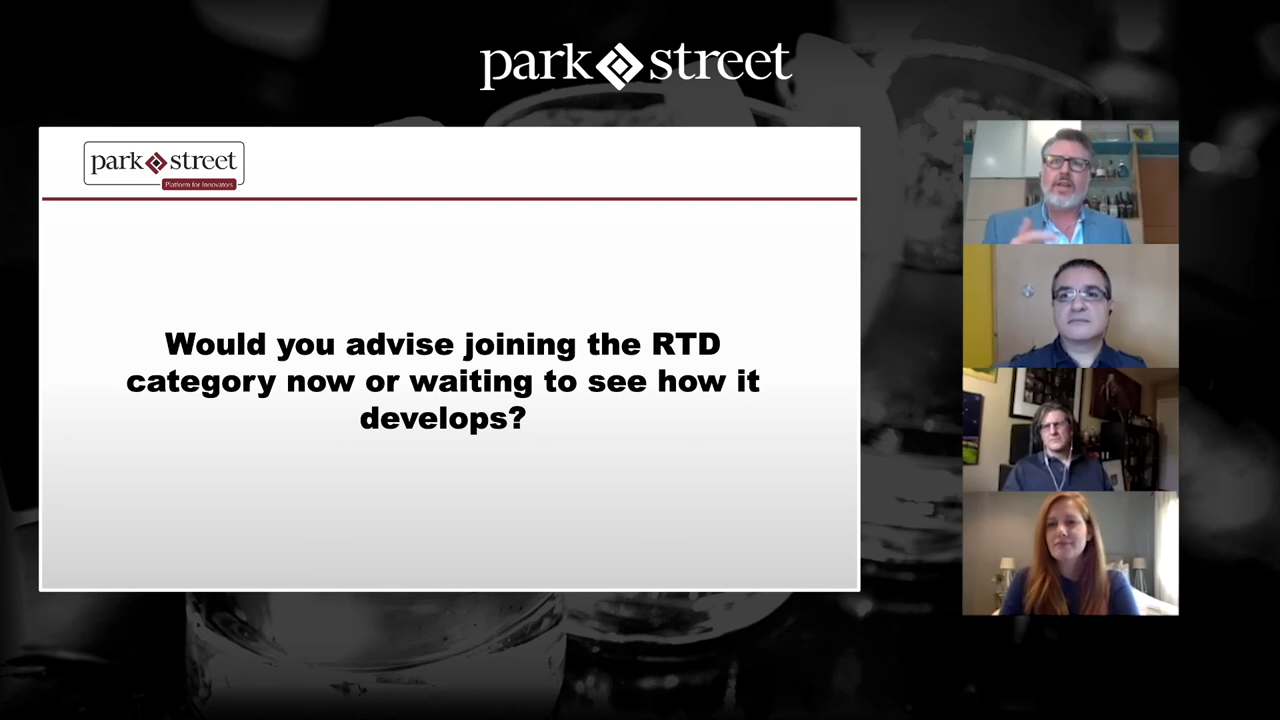 park street
park street
Platform for Innovators
Would you advise joining the RTD
category now or waiting to see how it
develops?